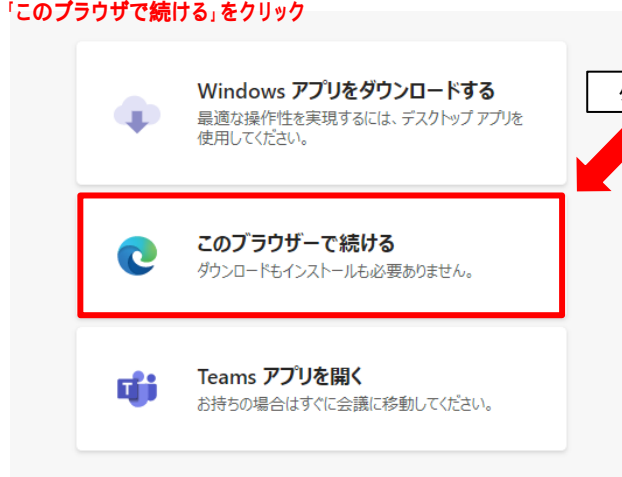 「このブラウザで続ける」をクリック
Windows アプリをダウンロードする
最適な操作性を実現するには、デスクトップ アプリを
使用してください。
このブラウザーで続ける
ダウンロードもインストールも必要ありません。
Teams アプリを開く
お持ちの場合はすぐに会議に移動してください。